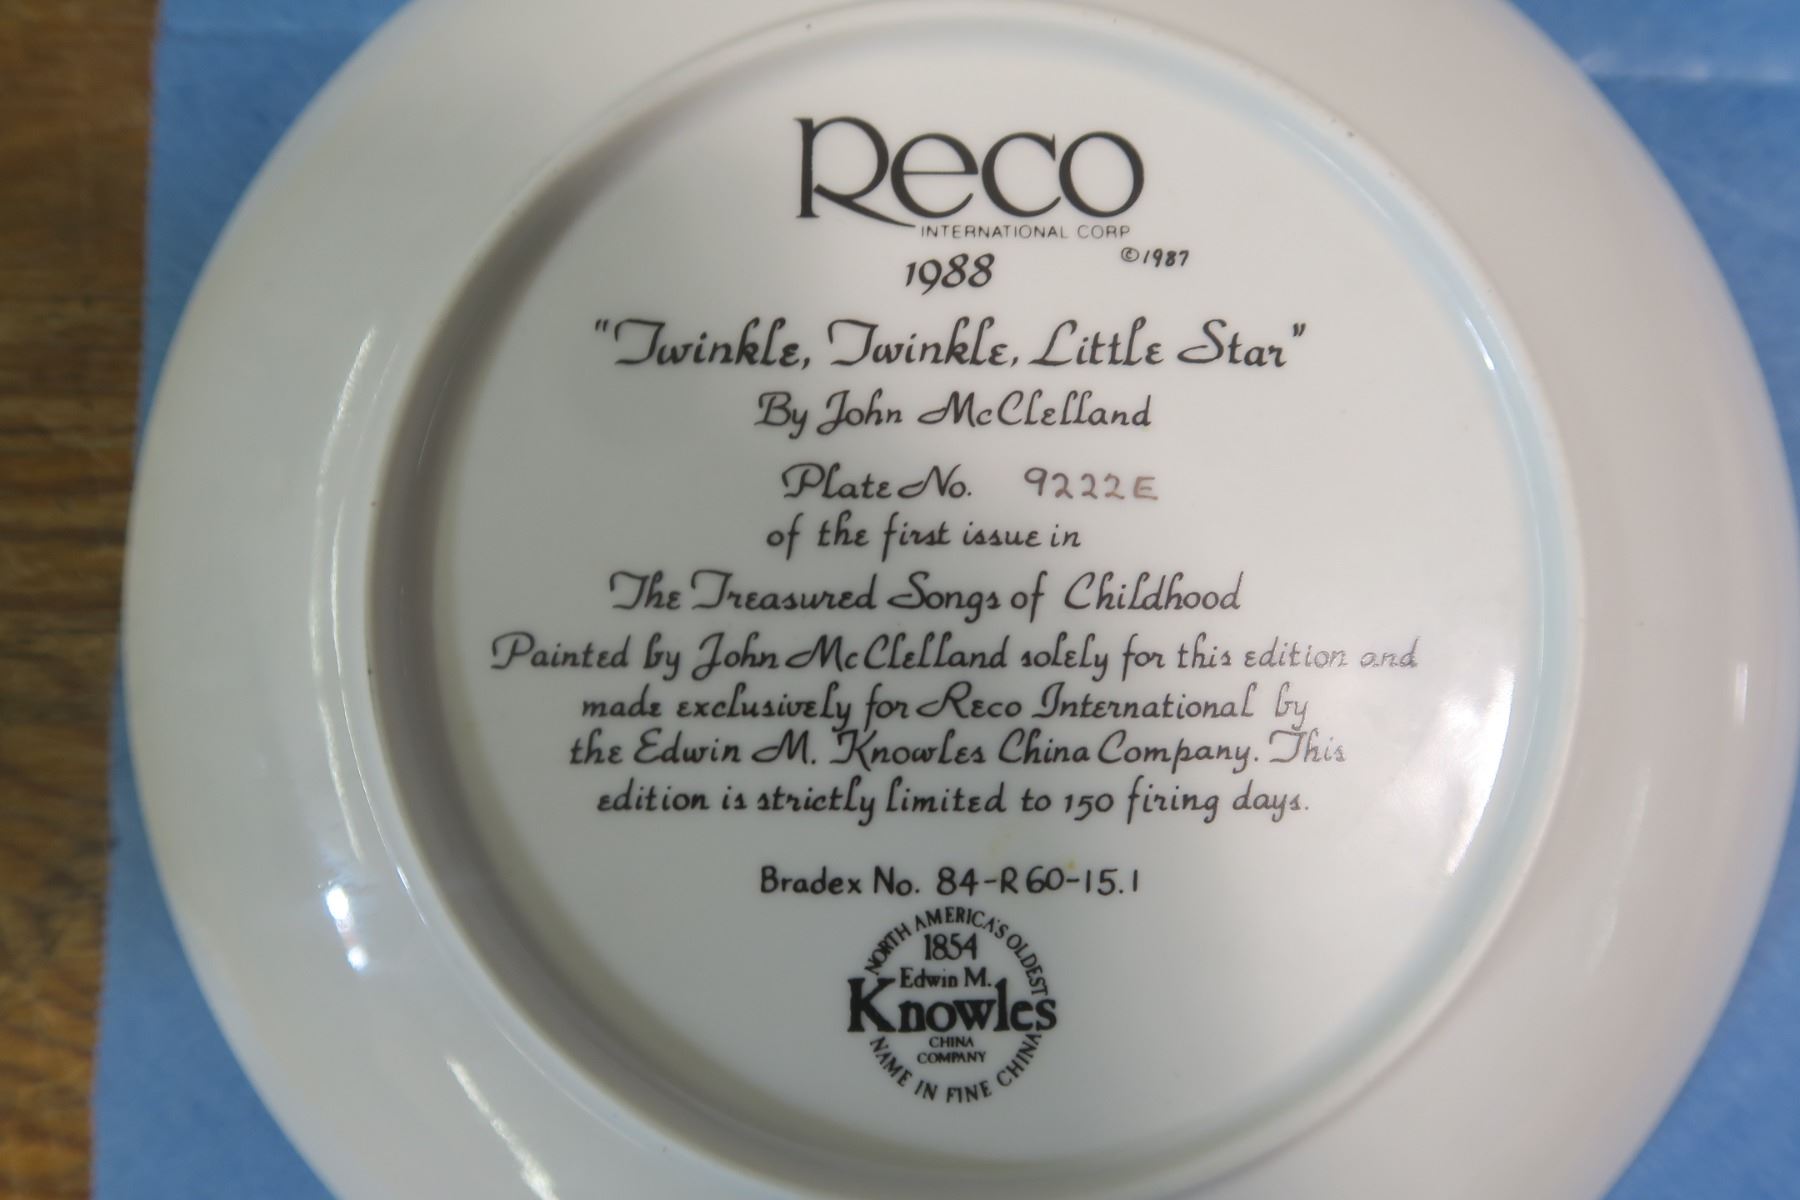 Reco
INTERNATIONAL CORP
©1987
1988
"Twinkle, Twinkle, Little Star"
By John McClelland
Plate No. 9222E
of the first issue in
The Treasured Songs of Childhood
Painted by John McClelland solely for this edition and
made exclusively for Reco International by
the Edwin M. Knowles China Company. This
edition is strictly limited to 150 firing days.
Bradex No. 84-R60-15.1
NORTH AMERICA'S OLDEST
1854
Edwin M.
Knowles
CHINA
COMPANY
NAME IN FINE CHINA